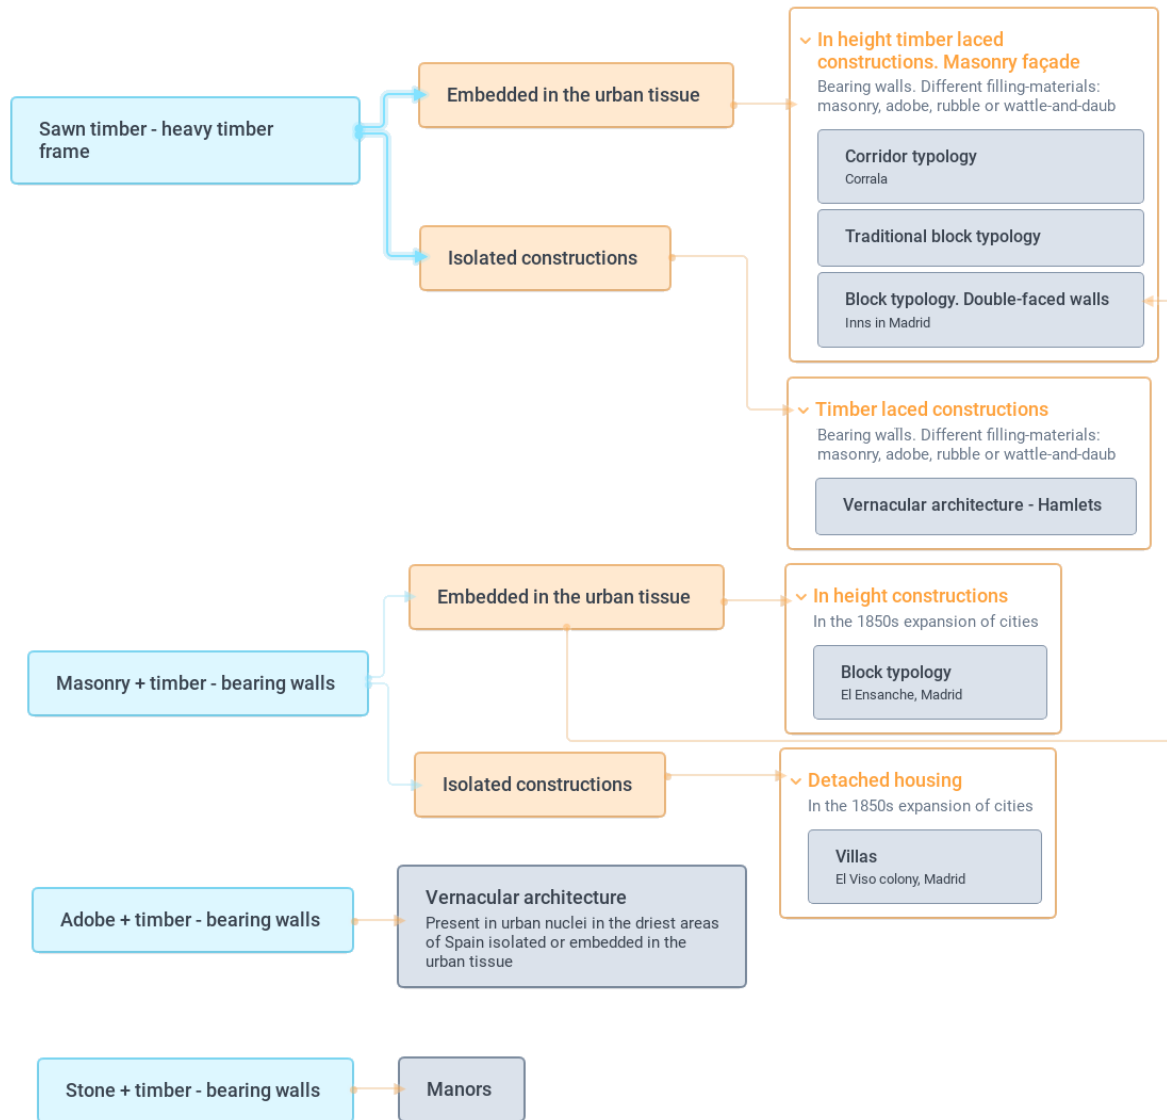 Sawn timber - heavy timber
frame
Embedded in the urban tissue
Isolated constructions
In height timber laced
constructions. Masonry façade
Bearing walls. Different filling-materials:
masonry, adobe, rubble or wattle-and-daub
Corridor typology
Corrala
Traditional block typology
Block typology. Double-faced walls
Inns in Madrid
Timber laced constructions
Bearing walls. Different filling-materials:
masonry, adobe, rubble or wattle-and-daub
Vernacular architecture - Hamlets
Masonry + timber - bearing walls
Embedded in the urban tissue
Isolated constructions
In height constructions
In the 1850s expansion of cities
Block typology
El Ensanche, Madrid
Detached housing
In the 1850s expansion of cities
Villas
El Viso colony, Madrid
Adobe + timber - bearing walls
Vernacular architecture
Present in urban nuclei in the driest areas
of Spain isolated or embedded in the
urban tissue
Stone + timber - bearing walls
Manors